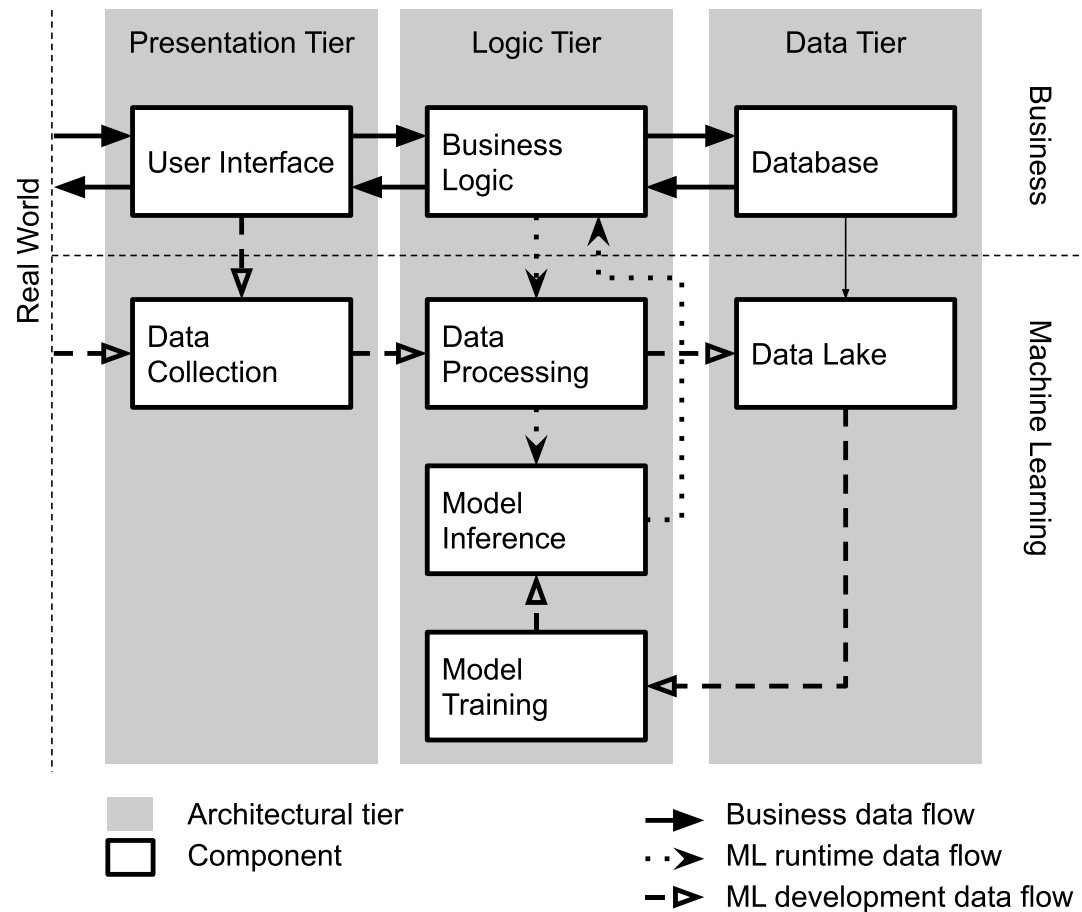 Presentation Tier
Logic Tier
Data Tier
Business
Real World
User Interface
Business
Logic
Database
Machine Learning
Data
Collection
Data
Processing
Data Lake
Model
Inference
Model
Training
Architectural tier
Component
Business data flow
ML runtime data flow
ML development data flow